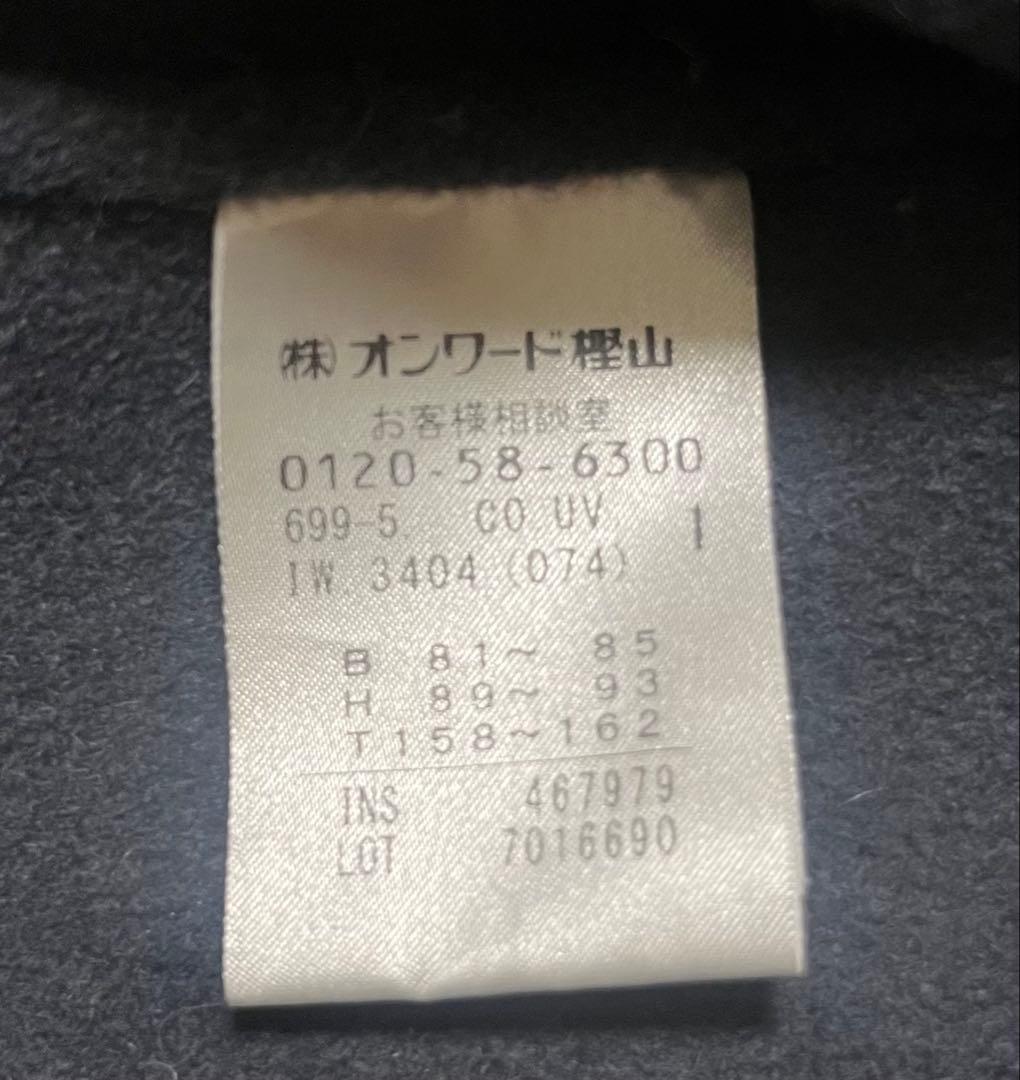 ㈱オンワード樫山
お客様相談室
0120-58-6300
699-5. CO UV 1
IW. 3404 (074)
B 81~ 85
H 89~ 93
T 158~162
INS 467979
LOT 7016690